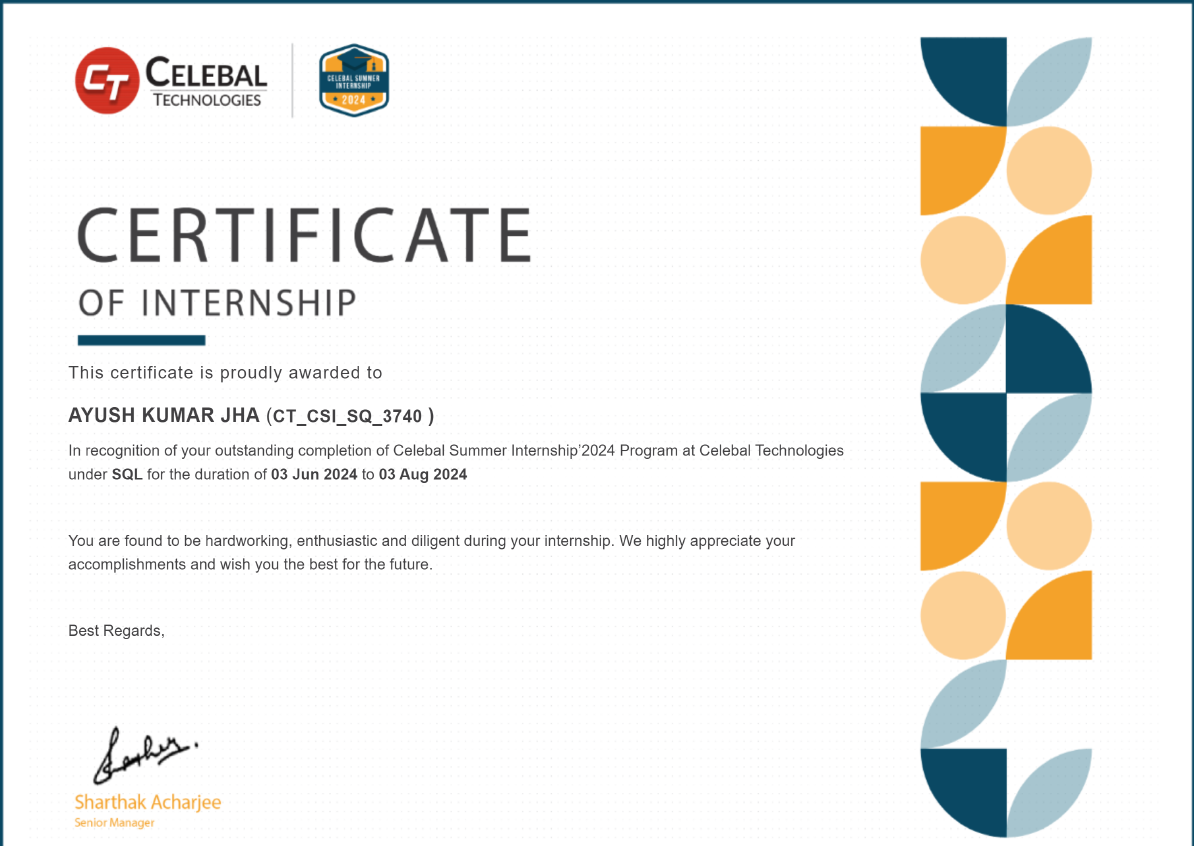 CT CELEBAL
TECHNOLOGIES
CELEBAL SUMMER
INTERNSHIP
2024
CERTIFICATE
OF INTERNSHIP
This certificate is proudly awarded to
AYUSH KUMAR JHA (CT_CSI_SQ_3740 )
In recognition of your outstanding completion of Celebal Summer Internship'2024 Program at Celebal Technologies
under SQL for the duration of 03 Jun 2024 to 03 Aug 2024
You are found to be hardworking, enthusiastic and diligent during your internship. We highly appreciate your
accomplishments and wish you the best for the future.
Best Regards,
Sharthak Acharjee
Senior Manager